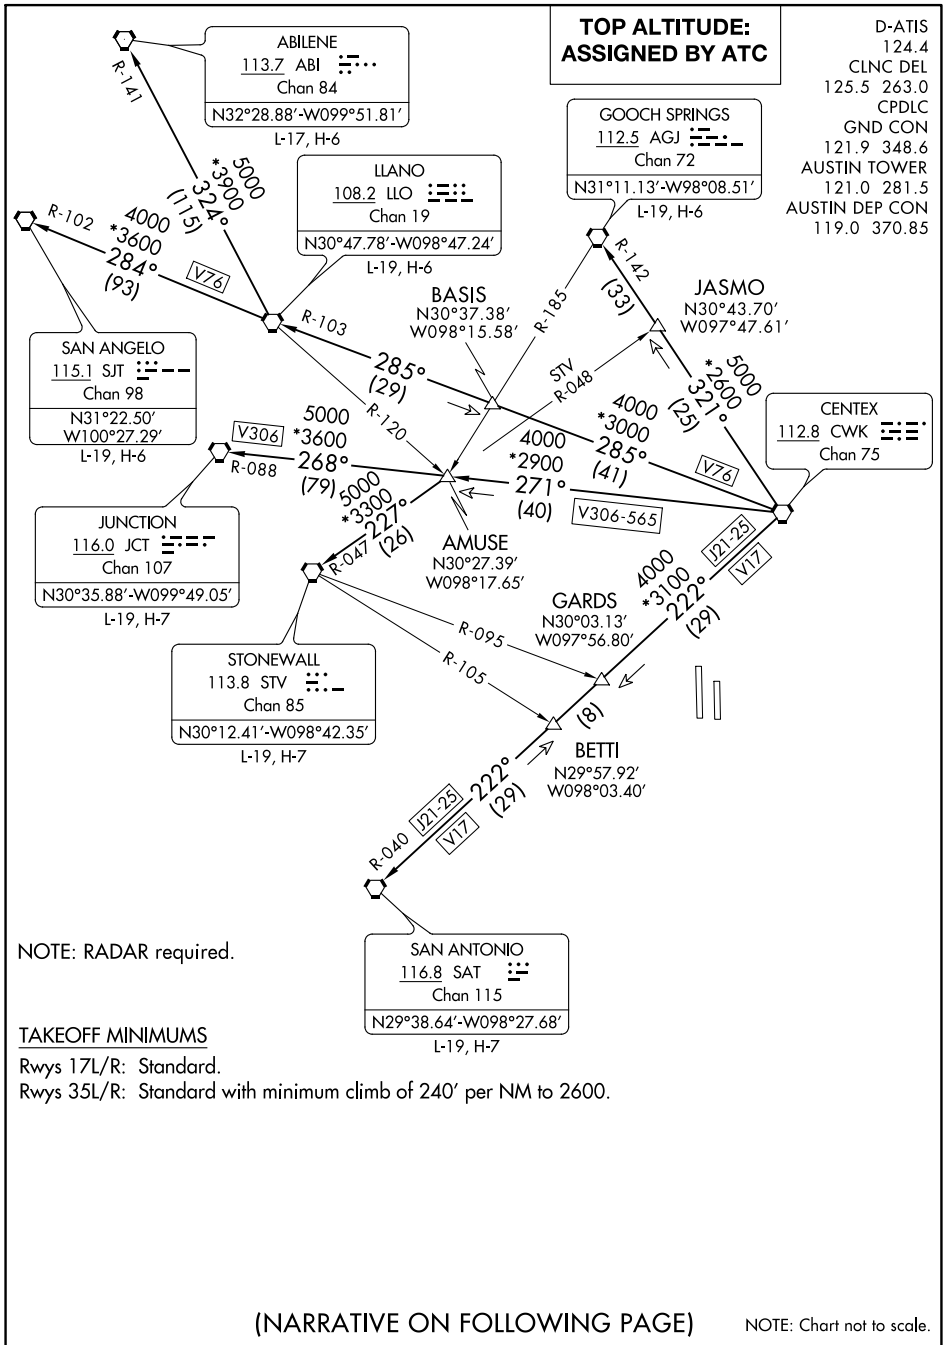 TOP ALTITUDE:
ASSIGNED BY ATC
D-ATIS
124.4
CLNC DEL
125.5 263.0
CPDLC
GND CON
121.9 348.6
AUSTIN TOWER
121.0 281.5
AUSTIN DEP CON
119.0 370.85
ABILENE
113.7 ABI
Chan 84
N32°28.88'-W099°51.81'
L-17, H-6
R-141
5000
*3900
324°
(115)
GOOCH SPRINGS
112.5 AGJ
Chan 72
N31°11.13'-W98°08.51'
L-19, H-6
LLANO
108.2 LLO
Chan 19
N30°47.78'-W098°47.24'
L-19, H-6
R-102
4000
*3600
284°
(93)
V76
R-142
(33)
JASMO
N30°43.70'
W097°47.61'
BASIS
N30°37.38'
W098°15.58'
R-185
R-103
285°
(29)
STV
R-048
5000
*2600
321°
(25)
SAN ANGELO
115.1 SJT
Chan 98
N31°22.50'
W100°27.29'
L-19, H-6
R-120
4000
*3000
285°
(41)
V76
CENTEX
112.8 CWK
Chan 75
V306
R-088
5000
*3600
268°
(79)
4000
*2900
271°
(40)
V306-565
JUNCTION
116.0 JCT
Chan 107
N30°35.88'-W099°49.05'
L-19, H-7
5000
*3300
227°
(26)
R-047
AMUSE
N30°27.39'
W098°17.65'
J21-25
V17
4000
*3100
222°
(29)
GARDS
N30°03.13'
W097°56.80'
R-095
R-105
STONEWALL
113.8 STV
Chan 85
N30°12.41'-W098°42.35'
L-19, H-7
(8)
BETTI
N29°57.92'
W098°03.40'
222°
(29)
J21-25
V17
R-040
SAN ANTONIO
116.8 SAT
Chan 115
N29°38.64'-W098°27.68'
L-19, H-7
NOTE: RADAR required.
TAKEOFF MINIMUMS
Rwys 17L/R: Standard.
Rwys 35L/R: Standard with minimum climb of 240' per NM to 2600.
(NARRATIVE ON FOLLOWING PAGE)
NOTE: Chart not to scale.